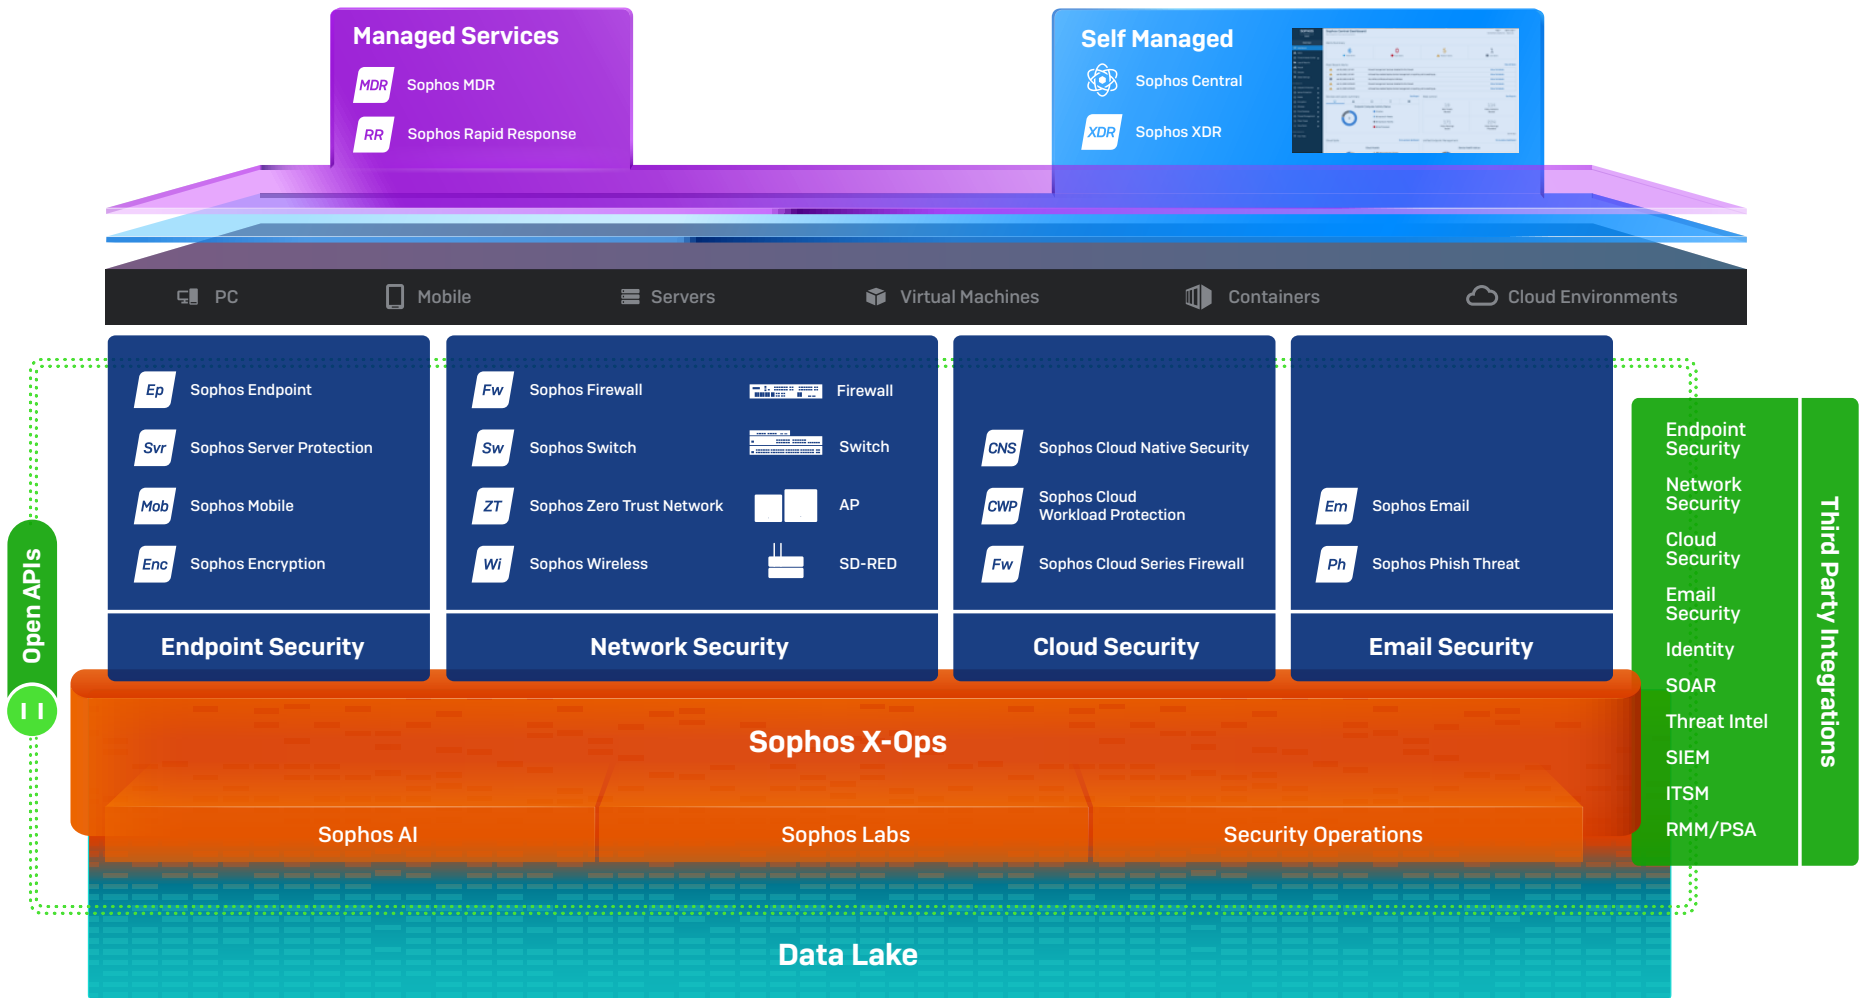 Managed Services
MDR Sophos MDR
RR Sophos Rapid Response
Self Managed
Sophos Central
XDR Sophos XDR
PC
Mobile
Servers
Virtual Machines
Containers
Cloud Environments
Ep Sophos Endpoint
Svr Sophos Server Protection
Mob Sophos Mobile
Enc Sophos Encryption
Endpoint Security
Fw Sophos Firewall
Sw Sophos Switch
ZT Sophos Zero Trust Network
Wi Sophos Wireless
Firewall
Switch
AP
SD-RED
Network Security
CNS Sophos Cloud Native Security
CWP Sophos Cloud
Workload Protection
Fw Sophos Cloud Series Firewall
Cloud Security
Em Sophos Email
Ph Sophos Phish Threat
Email Security
Open APIs
Endpoint
Security
Network
Security
Cloud
Security
Email
Security
Identity
SOAR
Threat Intel
SIEM
ITSM
RMM/PSA
Third Party Integrations
Sophos X-Ops
Sophos AI
Sophos Labs
Security Operations
Data Lake